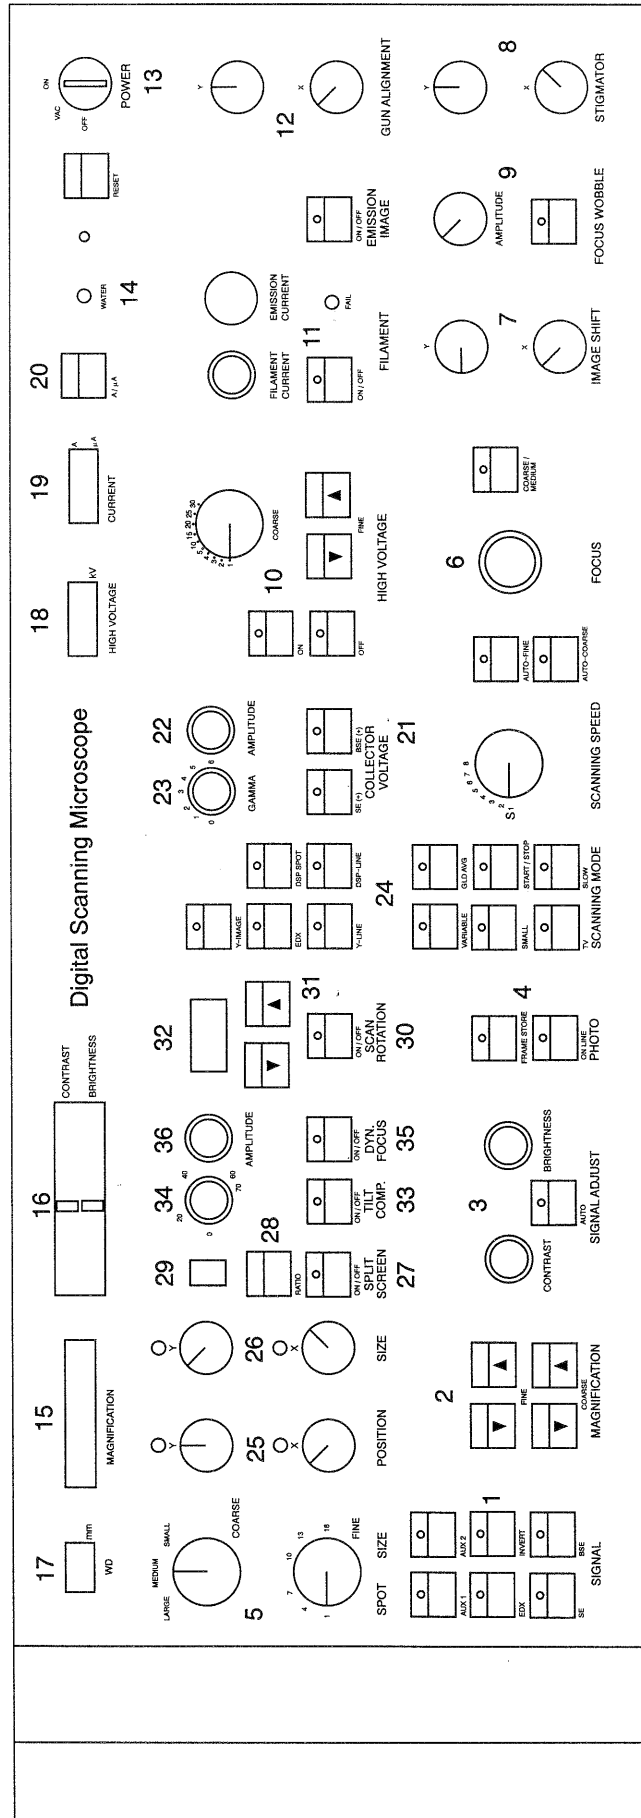 17
mm
WD
15
MAGNIFICATION
16
CONTRAST
BRIGHTNESS
Digital Scanning Microscope
18
kV
HIGH VOLTAGE
19
A
µA
CURRENT
20
A / µA
WATER
14
RESET
ON
VAC
OFF
POWER
13
LARGE
MEDIUM
SMALL
COARSE
5
1
4
7
10
13
16
FINE
SPOT SIZE
Y
25
X
POSITION
Y
26
X
SIZE
29
28
RATIO
ON / OFF
SPLIT
SCREEN
27
34
0
20
40
60
70
ON / OFF
TILT
COMP.
33
36
AMPLITUDE
ON / OFF
DYN.
FOCUS
35
32
31
ON / OFF
SCAN
ROTATION
30
Y-IMAGE
EDX
DSP SPOT
Y-LINE
DSP-LINE
24
23
0
1
2
3
4
5
6
GAMMA
22
AMPLITUDE
SE (+)
BSE (+)
COLLECTOR
VOLTAGE
21
ON
OFF
10
1
2
3
4
5
10
15
20
25
30
COARSE
FINE
HIGH VOLTAGE
FILAMENT
CURRENT
EMISSION
CURRENT
11
ON / OFF
FAIL
FILAMENT
ON / OFF
EMISSION
IMAGE
Y
12
X
GUN ALIGNMENT
AUX 1
AUX 2
EDX
INVERT
1
SE
BSE
SIGNAL
2
FINE
COARSE
MAGNIFICATION
3
CONTRAST
BRIGHTNESS
AUTO
SIGNAL ADJUST
4
FRAME STORE
ON LINE
PHOTO
VARIABLE
GLD AVG
SMALL
START / STOP
TV
SLOW
SCANNING MODE
S
1
2
3
4
5
6
7
8
SCANNING SPEED
6
AUTO-FINE
AUTO-COARSE
COARSE /
MEDIUM
FOCUS
Y
7
X
IMAGE SHIFT
AMPLITUDE
9
FOCUS WOBBLE
Y
8
X
STIGMATOR